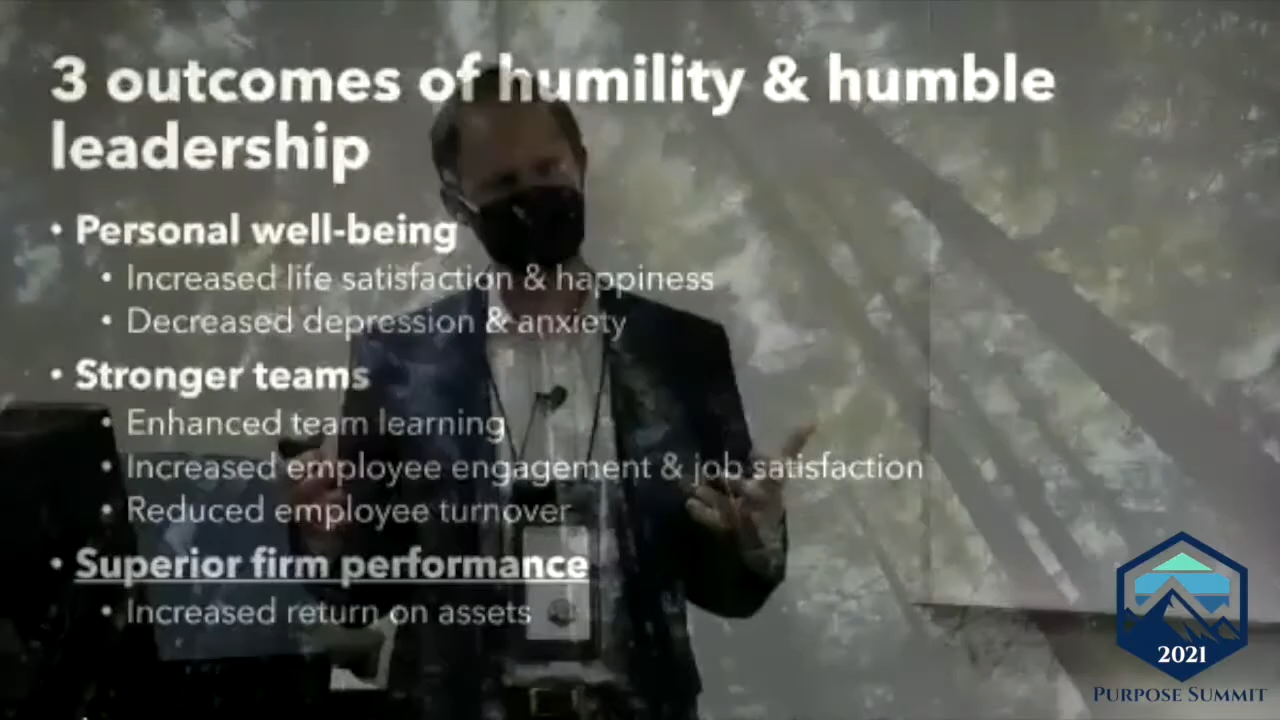 3 outcomes of humility & humble
leadership
• Personal well-being
• Increased life satisfaction & happiness
• Decreased depression & anxiety
• Stronger teams
• Enhanced team learning
• Increased employee engagement & job satisfaction
• Reduced employee turnover
• Superior firm performance
• Increased return on assets
2021
PURPOSE SUMMIT